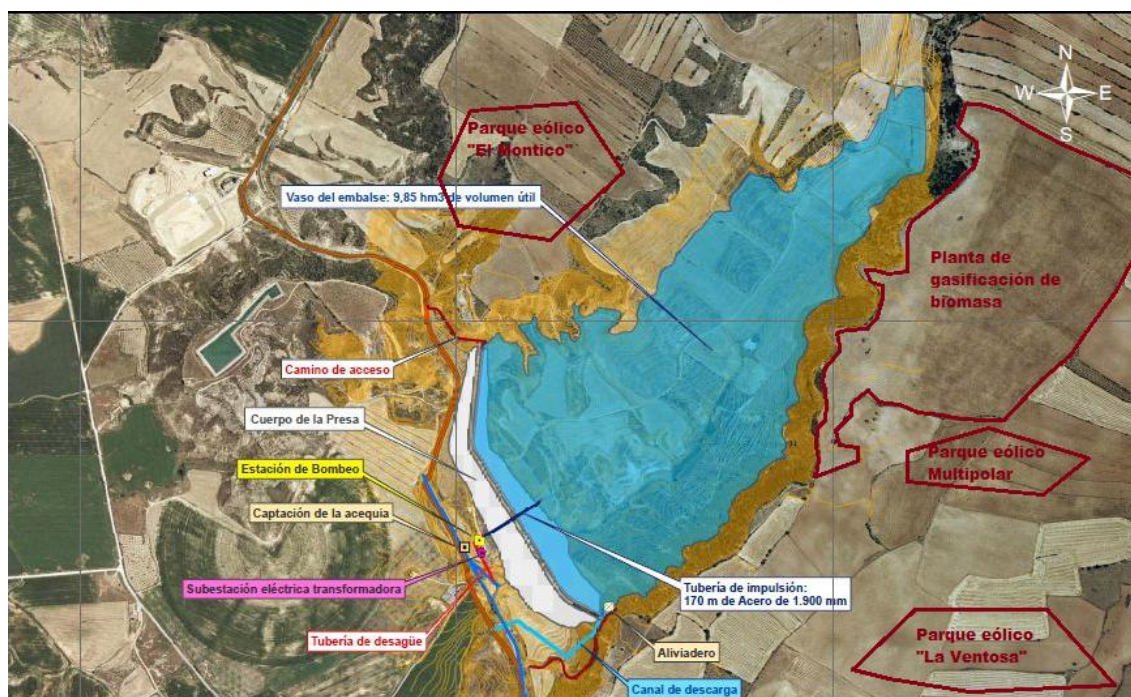 N
W E
S
Parque eólico
"El Montico"
Vaso del embalse: 9,85 hm3 de volumen útil
Planta de
gasificación de
biomasa
Camino de acceso
Cuerpo de la Presa
Parque eólico
Multipolar
Estación de Bombeo
Captación de la acequia
Subestación eléctrica transformadora
Tubería de impulsión:
170 m de Acero de 1.900 mm
Tubería de desagüe
Aliviadero
Parque eólico
"La Ventosa"
Canal de descarga